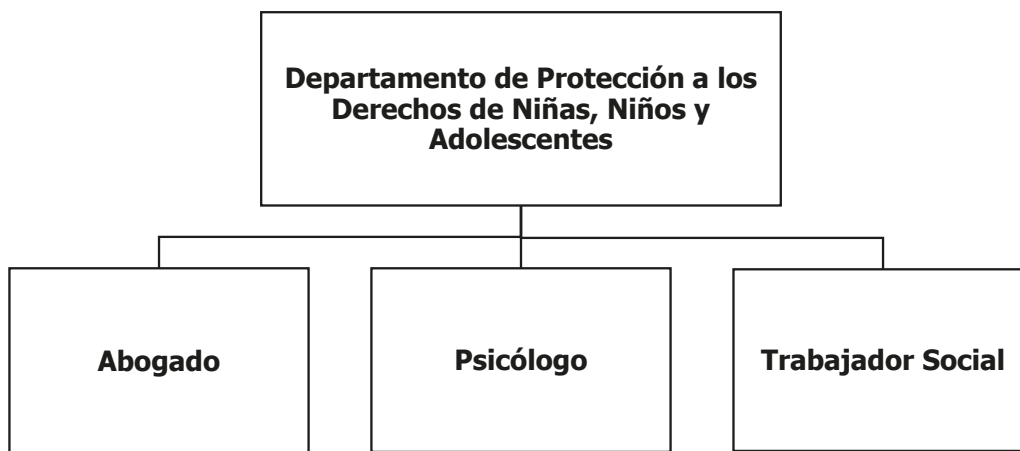 Departamento de Protección a los
Derechos de Niñas, Niños y
Adolescentes
Abogado
Psicólogo
Trabajador Social